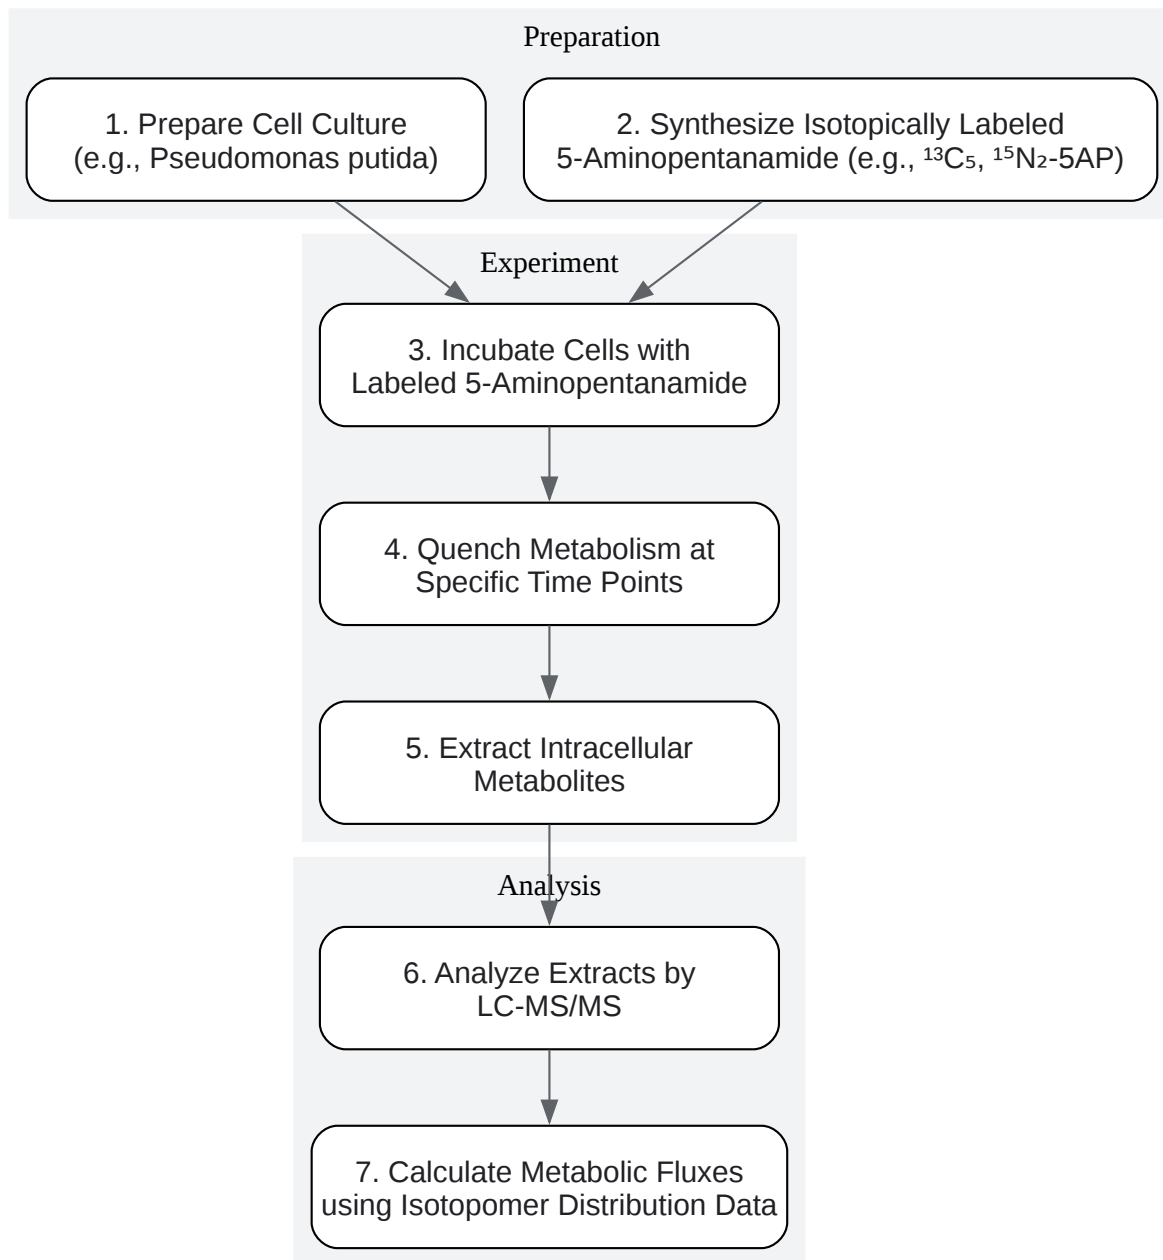 Preparation
1. Prepare Cell Culture
(e.g., Pseudomonas putida)
2. Synthesize Isotopically Labeled
5-Aminopentanamide (e.g., ¹³C₅, ¹⁵N₂-5AP)
Experiment
3. Incubate Cells with
Labeled 5-Aminopentanamide
4. Quench Metabolism at
Specific Time Points
5. Extract Intracellular
Metabolites
Analysis
6. Analyze Extracts by
LC-MS/MS
7. Calculate Metabolic Fluxes
using Isotopomer Distribution Data